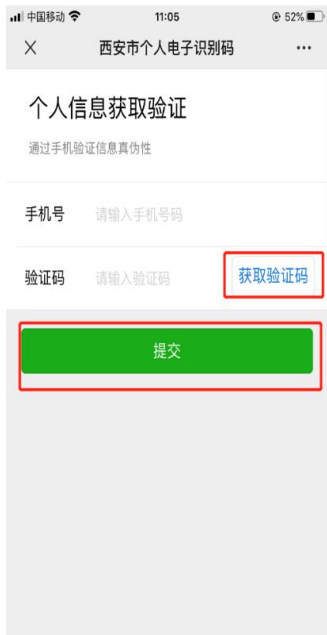 中国移动 11:05 52%
西安市个人电子识别码
个人信息获取验证
通过手机验证信息真伪性
手机号 请输入手机号码
验证码 请输入验证码 获取验证码
提交